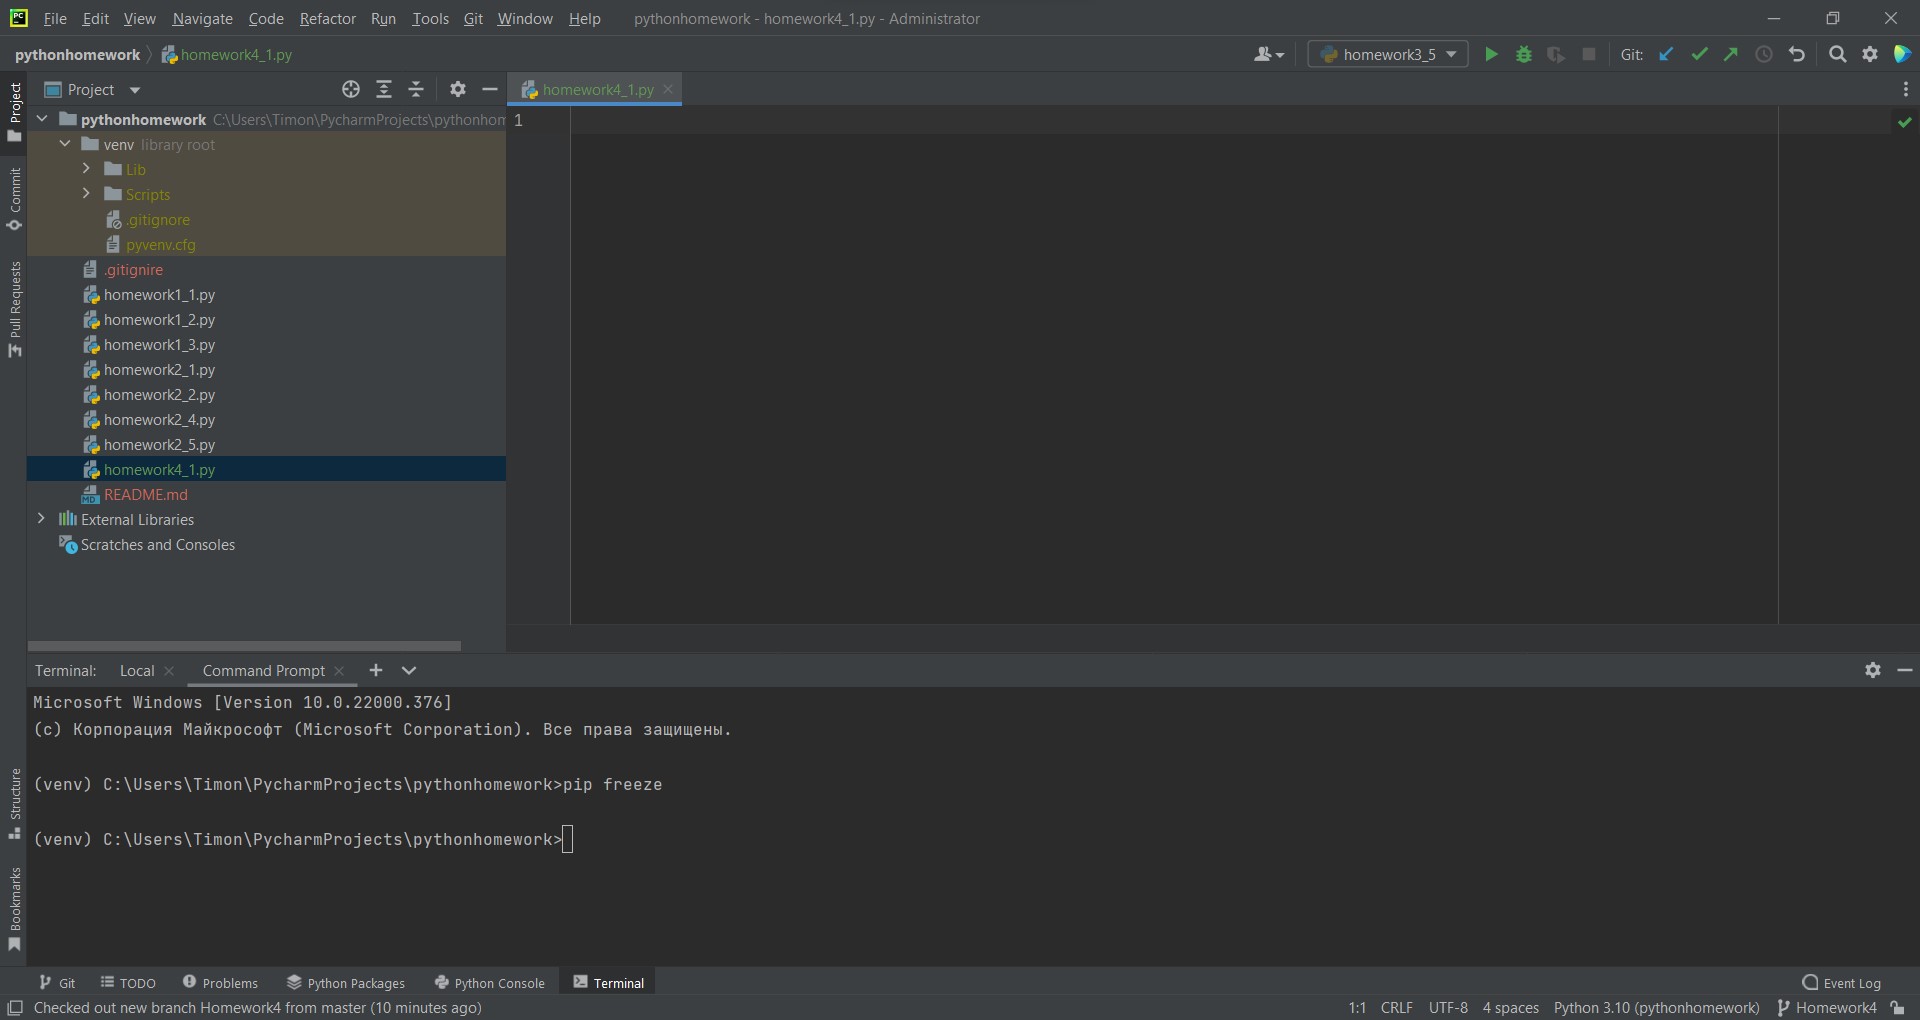 PC File Edit View Navigate Code Refactor Run Tools Git Window Help pythonhomework - homework4_1.py - Administrator
pythonhomework homework4_1.py homework3_5 Git:
Project homework4_1.py
Project
Commit
Pull Requests
pythonhomework C:\Users\Timon\PycharmProjects\pythonhom
1
venv library root
Lib
Scripts
.gitignore
pyvenv.cfg
.gitignire
homework1_1.py
homework1_2.py
homework1_3.py
homework2_1.py
homework2_2.py
homework2_4.py
homework2_5.py
homework4_1.py
MD README.md
External Libraries
Scratches and Consoles
Terminal: Local Command Prompt
Microsoft Windows [Version 10.0.22000.376]
(c) Корпорация Майкрософт (Microsoft Corporation). Все права защищены.
(venv) C:\Users\Timon\PycharmProjects\pythonhomework>pip freeze
(venv) C:\Users\Timon\PycharmProjects\pythonhomework>
Structure
Bookmarks
Git TODO Problems Python Packages Python Console Terminal Event Log
Checked out new branch Homework4 from master (10 minutes ago) 1:1 CRLF UTF-8 4 spaces Python 3.10 (pythonhomework) Homework4